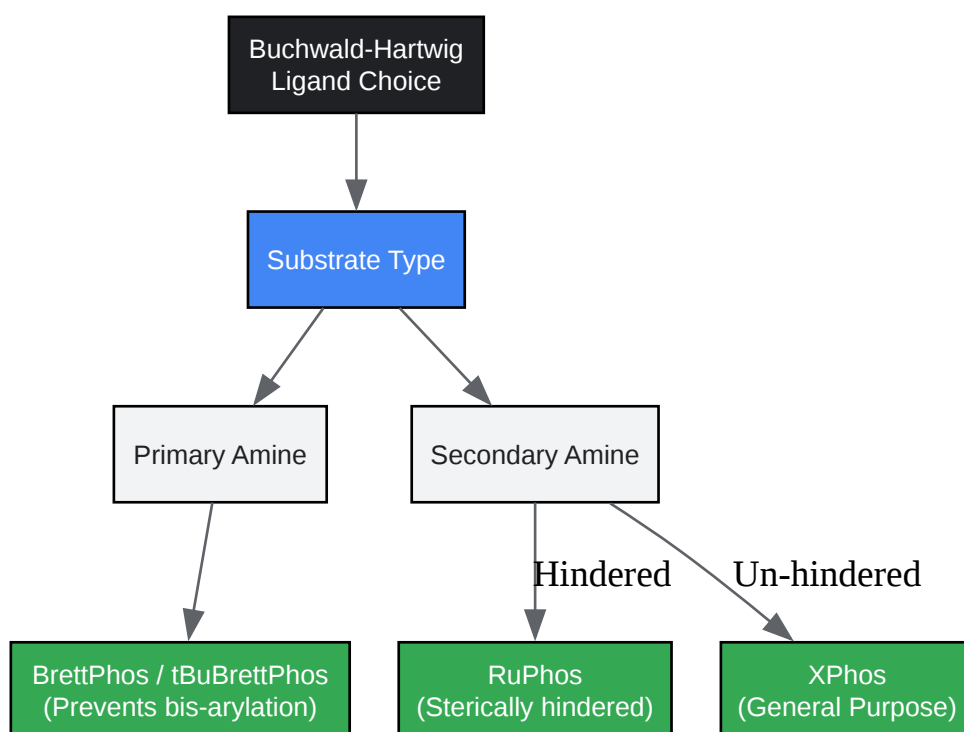 Buchwald-Hartwig
Ligand Choice
Substrate Type
Primary Amine
Secondary Amine
Hindered
Un-hindered
BrettPhos / tBuBrettPhos
(Prevents bis-arylation)
RuPhos
(Sterically hindered)
XPhos
(General Purpose)